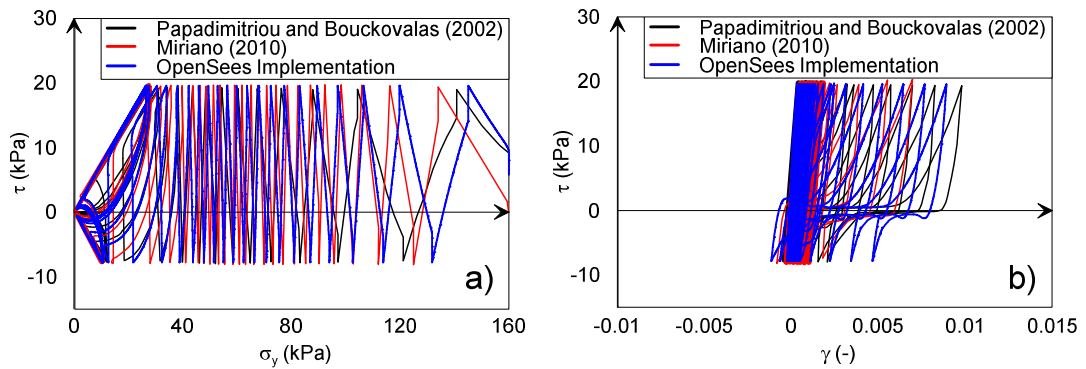 30
20
10
0
-10
τ (kPa)
Papadimitriou and Bouckovalas (2002)
Miriano (2010)
OpenSees Implementation
a)
0
40
80
120
160
σy (kPa)
30
20
10
0
-10
τ (kPa)
Papadimitriou and Bouckovalas (2002)
Miriano (2010)
OpenSees Implementation
b)
-0.01
-0.005
0
0.005
0.01
0.015
γ (-)